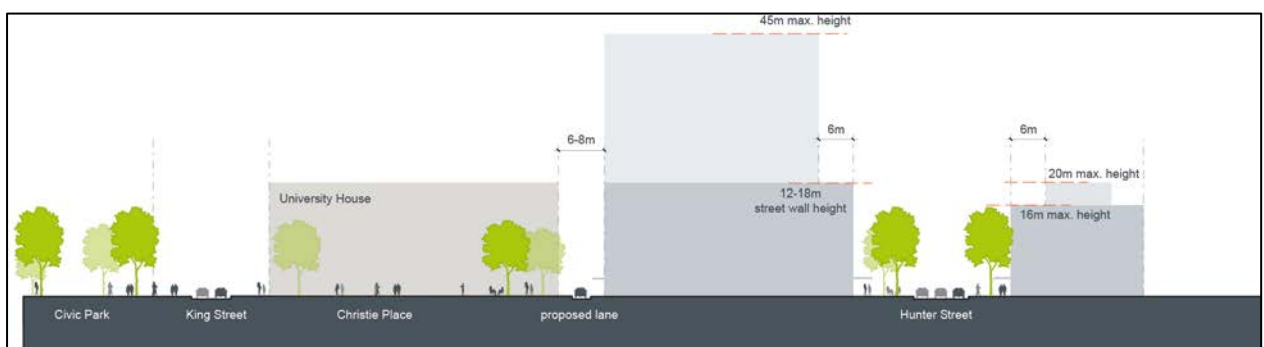 45m max. height
6-8m
6m
6m
20m max. height
University House
12-18m
street wall height
16m max. height
Civic Park
King Street
Christie Place
proposed lane
Hunter Street